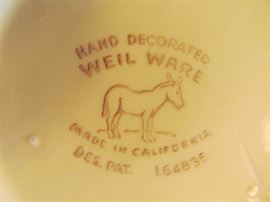 HAND DECORATED
WEIL WARE
MADE IN CALIFORNIA
DES. PAT. 164835